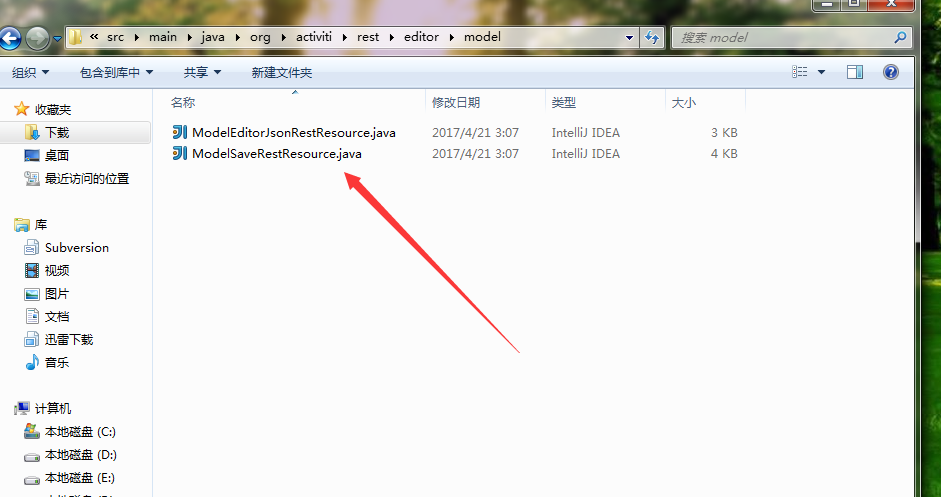 « src main java org activiti rest editor model 搜索 model
组织 包含到库中 共享 新建文件夹
名称 修改日期 类型 大小
ModelEditorJsonRestResource.java 2017/4/21 3:07 IntelliJ IDEA 3 KB
ModelSaveRestResource.java 2017/4/21 3:07 IntelliJ IDEA 4 KB
收藏夹
下载
桌面
最近访问的位置
库
Subversion
视频
图片
文档
迅雷下载
音乐
计算机
本地磁盘 (C:)
本地磁盘 (D:)
本地磁盘 (E:)